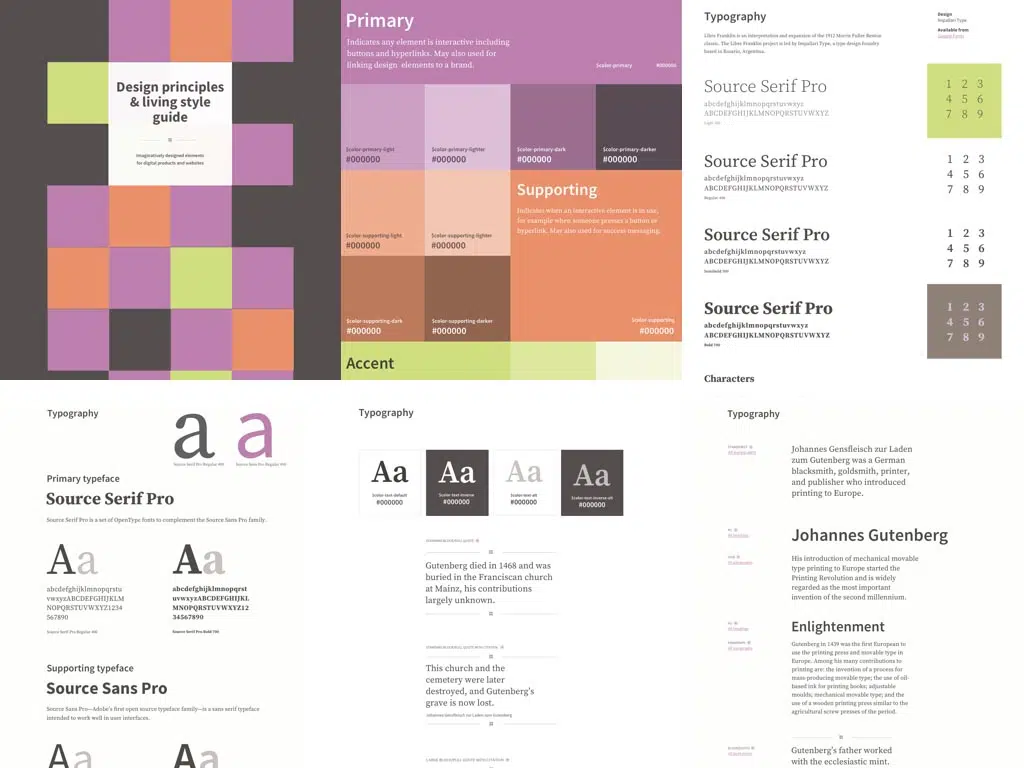 Design principles
& living style
guide
Imaginatively designed elements
for digital products and websites
Primary
Indicates any element is interactive including
buttons and hyperlinks. May also used for
linking design elements to a brand.
$color-primary
#000000
$color-primary-light
#000000
$color-primary-lighter
#000000
$color-primary-dark
#000000
$color-primary-darker
#000000
$color-supporting-light
#000000
$color-supporting-lighter
#000000
Supporting
Indicates when an interactive element is in use,
for example when someone presses a button or
hyperlink. May also used for success messaging.
$color-supporting-dark
#000000
$color-supporting-darker
#000000
$color-supporting
#000000
Accent
Typography
Libre Franklin is an interpretation and expansion of the 1912 Morris Fuller Benton
classic. The Libre Franklin project is led by Impallari Type, a type design foundry
based in Rosario, Argentina.
Design
Impallari Type
Available from:
Google Fonts
Source Serif Pro
abcdefghijklmnopqrstuvwxyz
ABCDEFGHIJKLMNOPQRSTUVWXYZ
Light 300
1 2 3
4 5 6
7 8 9
Source Serif Pro
abcdefghijklmnopqrstuvwxyz
ABCDEFGHIJKLMNOPQRSTUVWXYZ
Regular 400
1 2 3
4 5 6
7 8 9
Source Serif Pro
abcdefghijklmnopqrstuvwxyz
ABCDEFGHIJKLMNOPQRSTUVWXYZ
Semibold 500
1 2 3
4 5 6
7 8 9
Source Serif Pro
abcdefghijklmnopqrstuvwxyz
ABCDEFGHIJKLMNOPQRSTUVWXYZ
Bold 700
1 2 3
4 5 6
7 8 9
Characters
Typography
a
a
Source Serif Pro Regular 400
Source Serif Pro Regular 400
Primary typeface
Source Serif Pro
Source Serif Pro is a set of OpenType fonts to complement the Source Sans Pro family.
Aa
abcdefghijklmnopqrstu
vwxyzABCDEFGHIJKLM
NOPQRSTUVWXYZ1234
567890
Source Serif Pro Regular 400
Aa
abcdefghijklmnopqrst
uvwxyzABCDEFGHIJKL
MNOPQRSTUVWXYZ12
34567890
Source Serif Pro Bold 700
Supporting typeface
Source Sans Pro
Source Sans Pro—Adobe's first open source typeface family—is a sans serif typeface
intended to work well in user interfaces.
Aa
Aa
Typography
Aa
$color-text-default
#000000
Aa
$color-text-inverse
#000000
Aa
$color-text-alt
#000000
Aa
$color-text-inverse-alt
#000000
Gutenberg died in 1468 and was
buried in the Franciscan church
at Mainz, his contributions
largely unknown.
This church and the
cemetery were later
destroyed, and Gutenberg's
grave is now lost.
Johannes Gensfleisch zur Laden zum Gutenberg
Typography
Johannes Gensfleisch zur Laden
zum Gutenberg was a German
blacksmith, goldsmith, printer,
and publisher who introduced
printing to Europe.
Johannes Gutenberg
His introduction of mechanical movable
type printing to Europe started the
Printing Revolution and is widely
regarded as the most important
invention of the second millennium.
Enlightenment
Gutenberg in 1439 was the first European to
use the printing press and movable type in
Europe. Among his many contributions to
printing are: the invention of a process for
mass-producing movable type; the use of oil-
based ink for printing books; adjustable
moulds; mechanical movable type; and the
use of a wooden printing press similar to the
agricultural screw presses of the period.
Gutenberg's father worked
with the ecclesiastic mint.